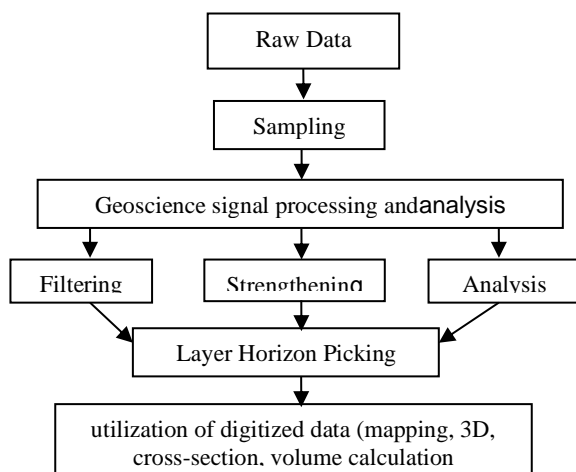 Raw Data
Sampling
Geoscience signal processing andanalysis
Filtering
Strengthening
Analysis
Layer Horizon Picking
utilization of digitized data (mapping, 3D,
cross-section, volume calculation